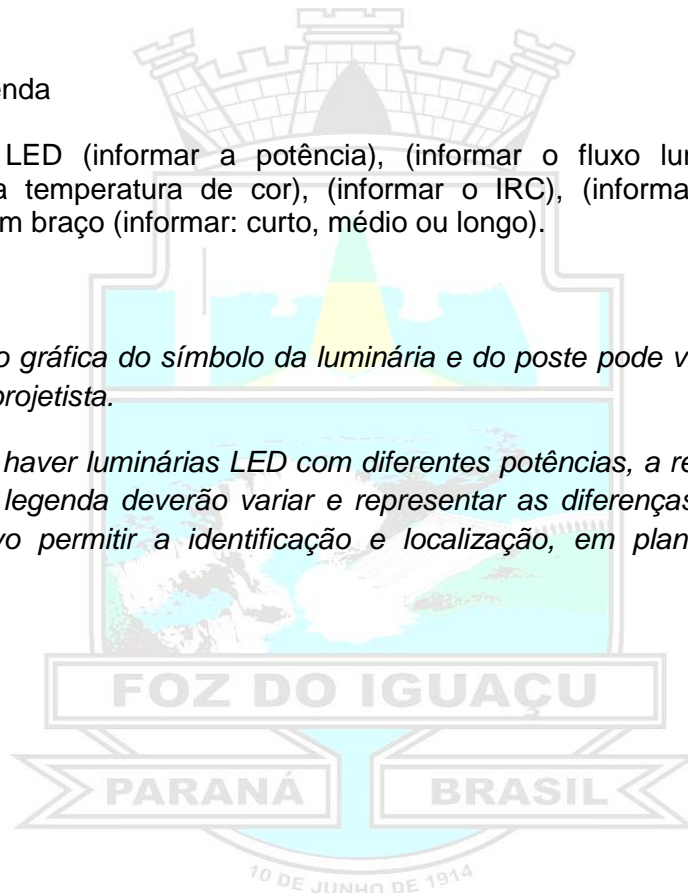 enda
LED (informar a potência), (informar o fluxo lum
a temperatura de cor), (informar o IRC), (informa
m braço (informar: curto, médio ou longo).
o gráfica do símbolo da luminária e do poste pode v
projetista.
haver luminárias LED com diferentes potências, a re
legenda deverão variar e representar as diferenças
vo permitir a identificação e localização, em plan
FOZ DO IGUAÇU
PARANÁ BRASIL
10 DE JUNHO DE 1914